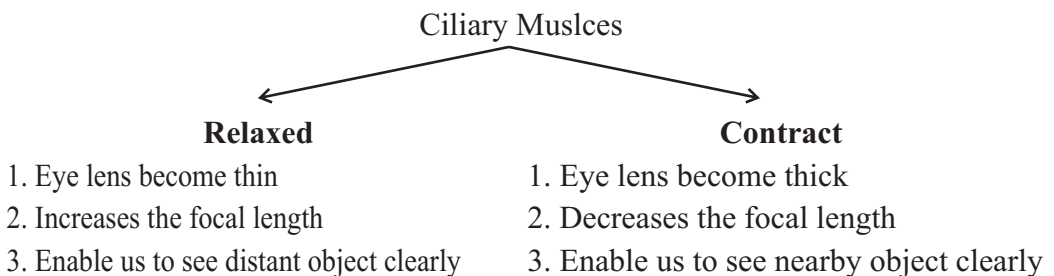 Ciliary Muslces
Relaxed
1. Eye lens become thin
2. Increases the focal length
3. Enable us to see distant object clearly
Contract
1. Eye lens become thick
2. Decreases the focal length
3. Enable us to see nearby object clearly